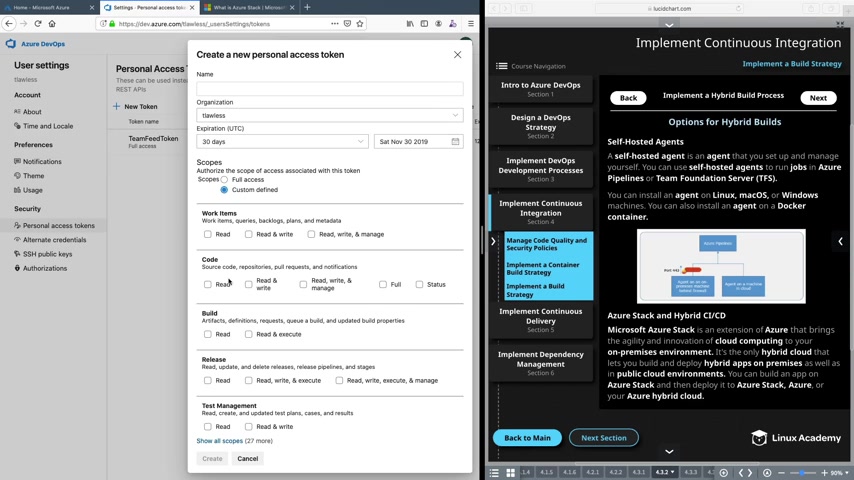 Home - Microsoft Azure
Settings - Personal access token
What is Azure Stack? | Microsoft
https://dev.azure.com/tlawless/_usersSettings/tokens
lucidchart.com
Azure DevOps
User settings
tlawless
Account
About
Time and Locale
Preferences
Notifications
Theme
Usage
Security
Personal access tokens
Alternate credentials
SSH public keys
Authorizations
Personal Access T
These can be used instea
REST APIs
New Token
Token name
TeamFeedToken
Full access
Create a new personal access token
Name
Organization
tlawless
Expiration (UTC)
30 days
Sat Nov 30 2019
Scopes
Authorize the scope of access associated with this token
Scopes
Full access
Custom defined
Work Items
Work items, queries, backlogs, plans, and metadata
Read
Read & write
Read, write, & manage
Code
Source code, repositories, pull requests, and notifications
Read
Read & write
Read, write, & manage
Full
Status
Build
Artifacts, definitions, requests, queue a build, and updated build properties
Read
Read & execute
Release
Read, update, and delete releases, release pipelines, and stages
Read
Read, write, & execute
Read, write, execute, & manage
Test Management
Read, create, and updated test plans, cases, and results
Read
Read & write
Show all scopes (27 more)
Create
Cancel
Implement Continuous Integration
Course Navigation
Implement a Build Strategy
Intro to Azure DevOps
Section 1
Design a DevOps
Strategy
Section 2
Implement DevOps
Development Processes
Section 3
Implement Continuous
Integration
Section 4
Manage Code Quality and
Security Policies
Implement a Container
Build Strategy
Implement a Build
Strategy
Implement Continuous
Delivery
Section 5
Implement Dependency
Management
Section 6
Back
Implement a Hybrid Build Process
Next
Options for Hybrid Builds
Self-Hosted Agents
A self-hosted agent is an agent that you set up and manage
yourself. You can use self-hosted agents to run jobs in Azure
Pipelines or Team Foundation Server (TFS).
You can install an agent on Linux, macOS, or Windows
machines. You can also install an agent on a Docker
container.
Azure Pipelines
Port 443
Agent on an on-
premises machine
Agent on a machine
in cloud
Azure Stack and Hybrid CI/CD
Microsoft Azure Stack is an extension of Azure that brings
the agility and innovation of cloud computing to your
on-premises environment. It's the only hybrid cloud that
lets you build and deploy hybrid apps on premises as well as
in public cloud environments. You can build an app on
Azure Stack and then deploy it to Azure Stack, Azure, or
your Azure hybrid cloud.
Back to Main
Next Section
Linux Academy
1.4
4.1.5
4.1.6
4.2.1
4.2.2
4.3.1
4.3.2
4.3.3
4.3
90%